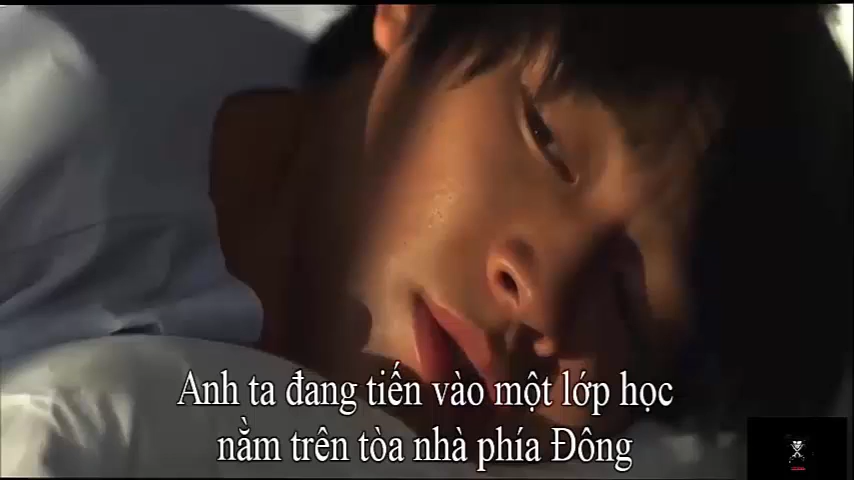 Anh ta đang tiến vào một lớp học
nằm trên tòa nhà phía Đông